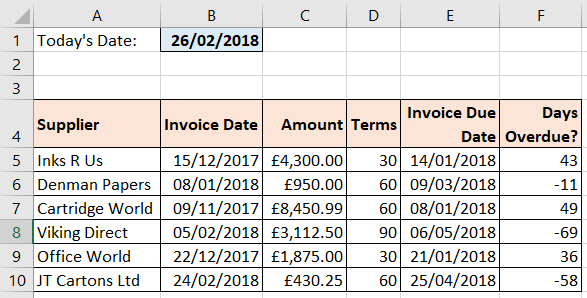 A B C D E F
1 Today's Date: 26/02/2018
2
3
4 Supplier Invoice Date Amount Terms Invoice Due Date Days Overdue?
5 Inks R Us 15/12/2017 £4,300.00 30 14/01/2018 43
6 Denman Papers 08/01/2018 £950.00 60 09/03/2018 -11
7 Cartridge World 09/11/2017 £8,450.99 60 08/01/2018 49
8 Viking Direct 05/02/2018 £3,112.50 90 06/05/2018 -69
9 Office World 22/12/2017 £1,875.00 30 21/01/2018 36
10 JT Cartons Ltd 24/02/2018 £430.25 60 25/04/2018 -58